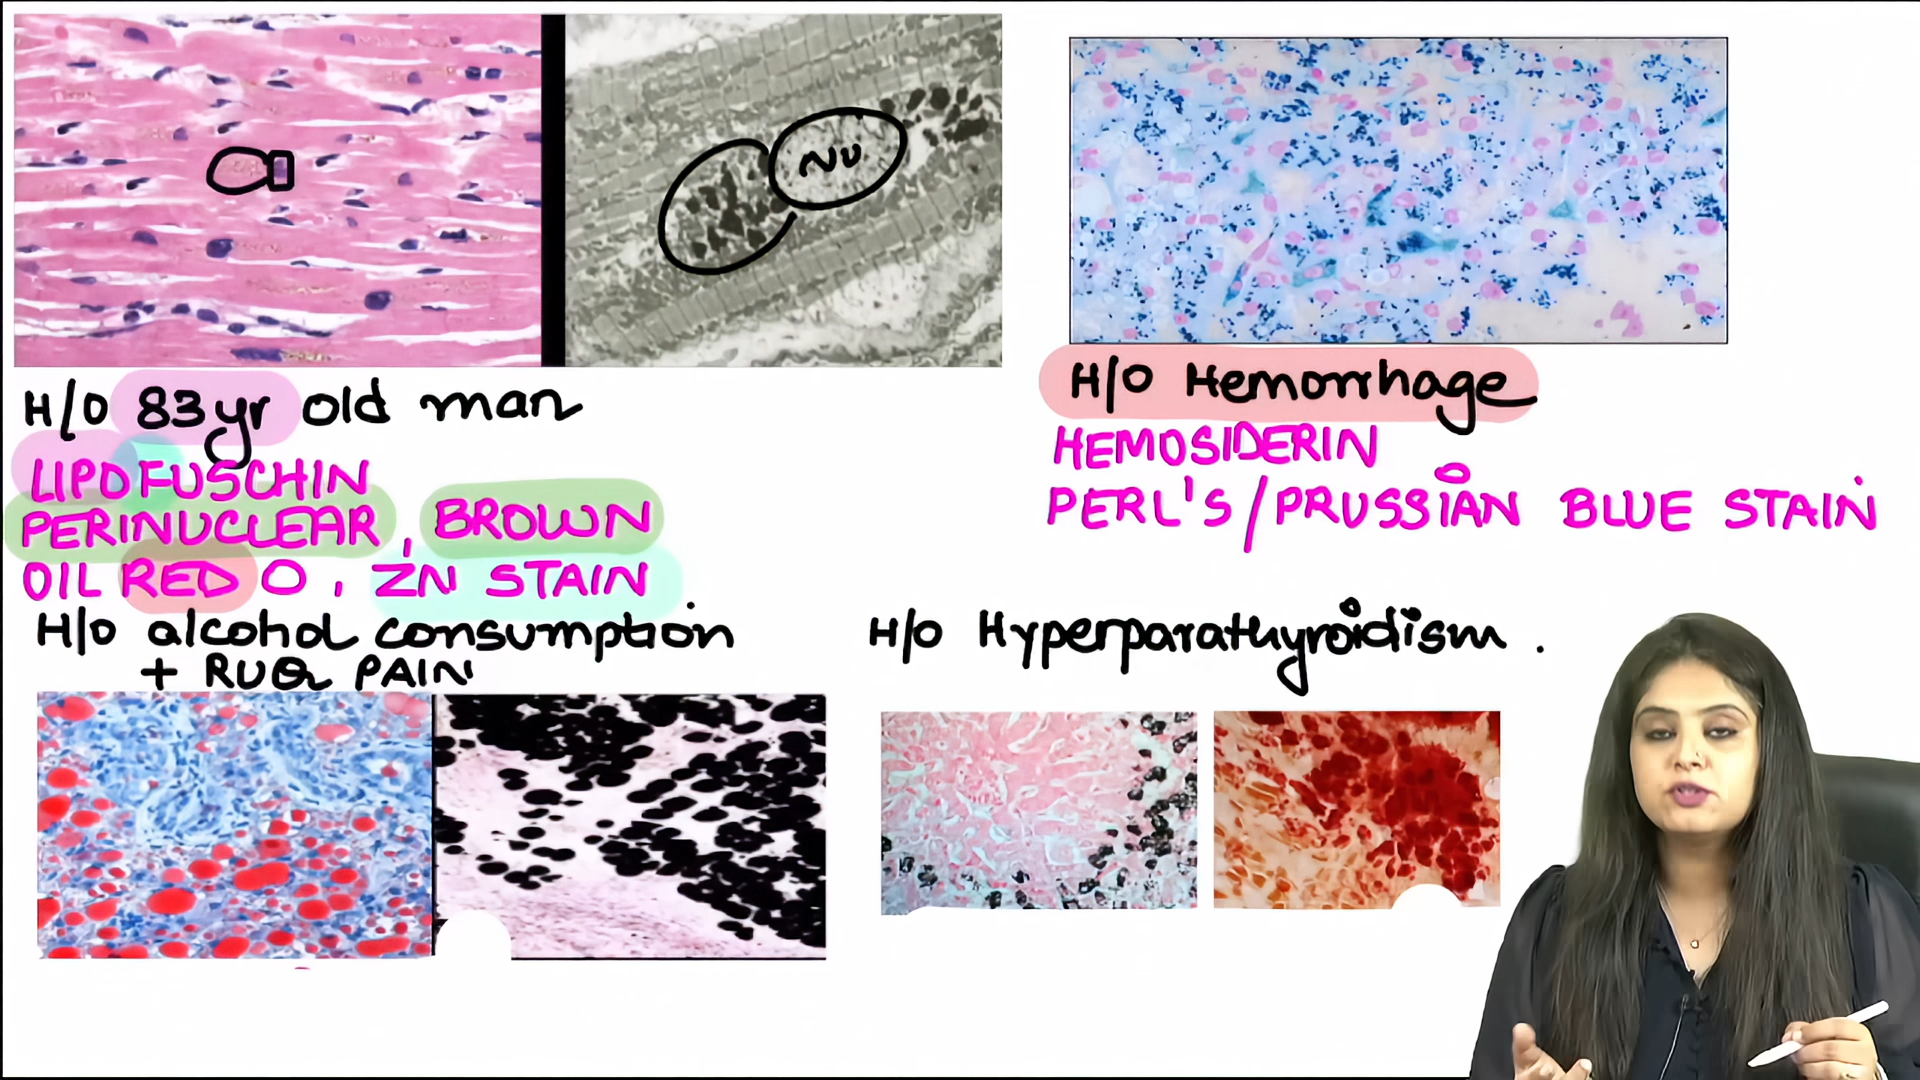 NU
H/O 83yr old man
LIPOFUSCHIN
PERINUCLEAR, BROWN
OIL RED O, ZN STAIN
H/O Hemorrhage
HEMOSIDERIN
PERL'S/PRUSSIAN BLUE STAIN
H/O alcohol consumption
+ RUQ PAIN
H/O Hyperparathyroidism.